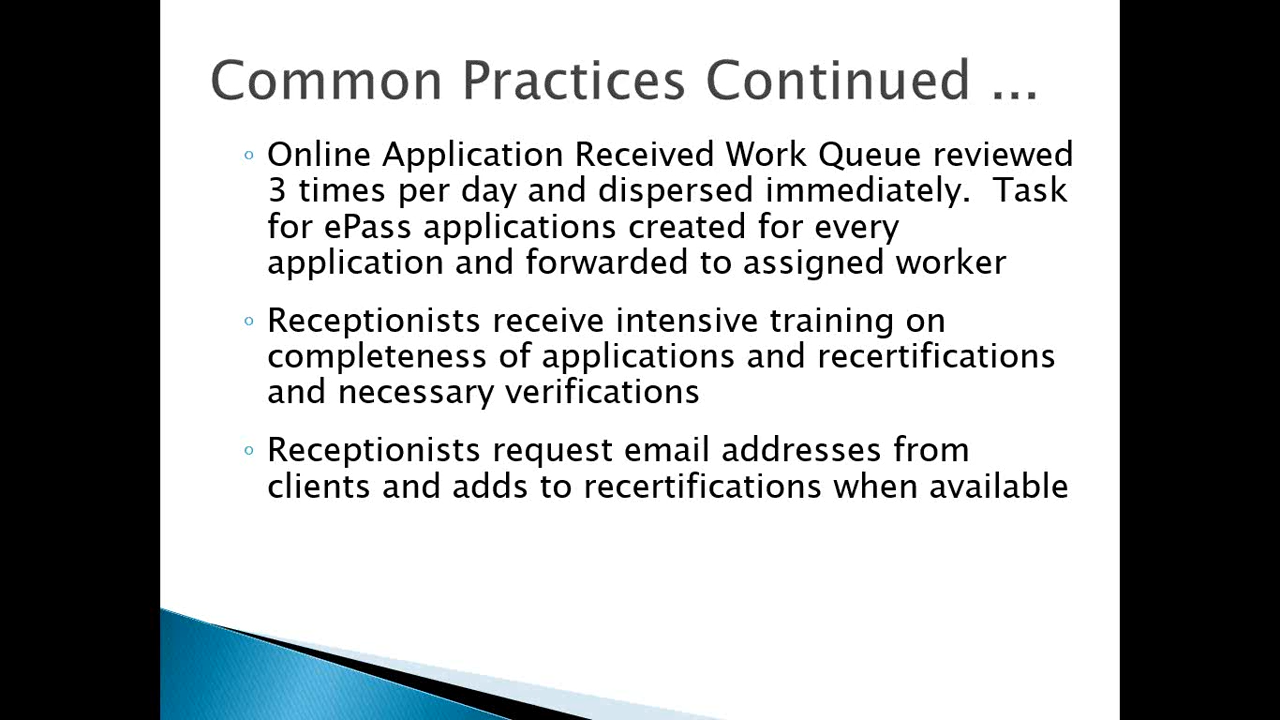 Common Practices Continued ...
◦ Online Application Received Work Queue reviewed
3 times per day and dispersed immediately.  Task
for ePass applications created for every
application and forwarded to assigned worker
◦ Receptionists receive intensive training on
completeness of applications and recertifications
and necessary verifications
◦ Receptionists request email addresses from
clients and adds to recertifications when available